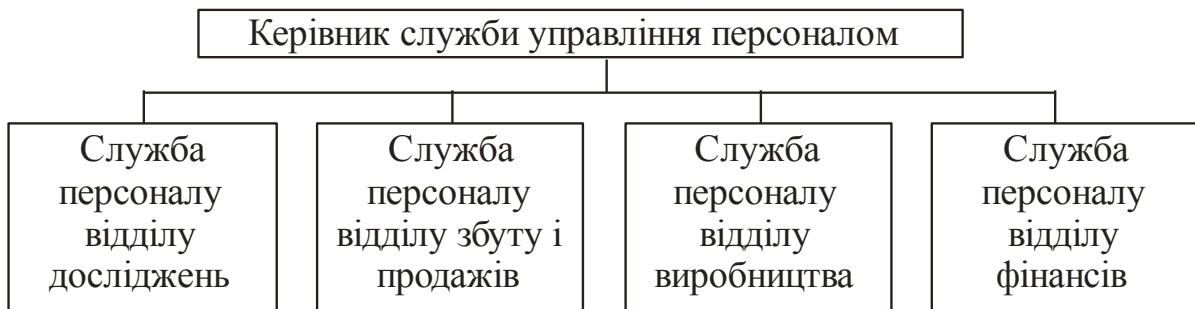 Керівник служби управління персоналом
Служба
персоналу
відділу
досліджень
Служба
персоналу
відділу збуту і
продажів
Служба
персоналу
відділу
виробництва
Служба
персоналу
відділу
фінансів